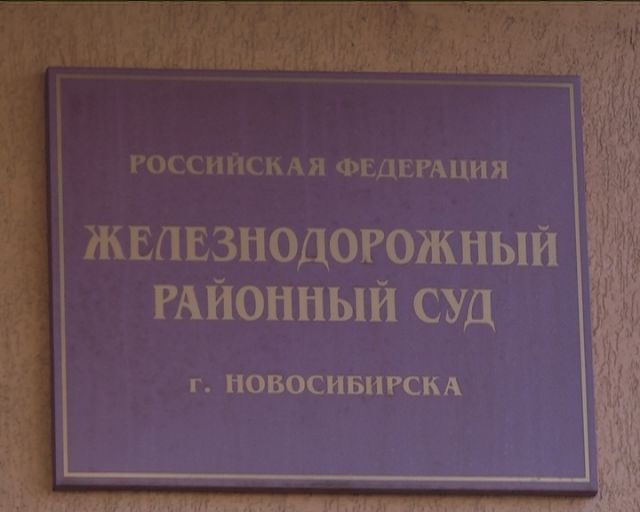 РОССИЙСКАЯ ФЕДЕРАЦИЯ
ЖЕЛЕЗНОДОРОЖНЫЙ
РАЙОННЫЙ СУД
г. НОВОСИБИРСКА